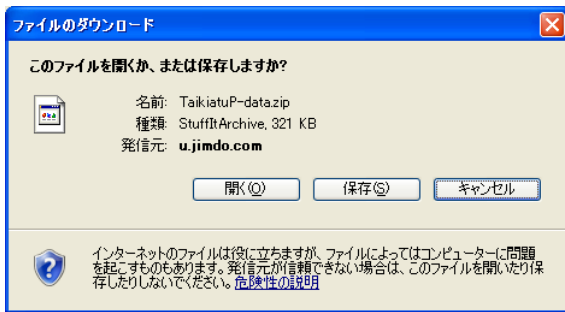 ファイルのダウンロード
このファイルを開くか、または保存しますか?
名前: TaikiatuP-data.zip
種類: StuffItArchive, 321 KB
発信元: u.jimdo.com
開く(O)
保存(S)
キャンセル
インターネットのファイルは役に立ちますが、ファイルによってはコンピューターに問題
を起こすものもあります。発信元が信頼できない場合は、このファイルを開いたり保
存したりしないでください。危険性の説明